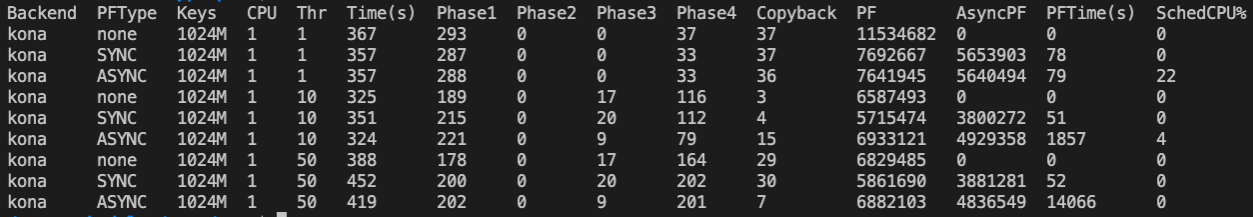 Backend PFType Keys CPU Thr Time(s) Phase1 Phase2 Phase3 Phase4 Copyback PF AsyncPF PFTime(s) SchedCPU%
kona none 1024M 1 1 367 293 0 0 37 37 11534682 0 0 0
kona SYNC 1024M 1 1 357 287 0 0 33 37 7692667 5653903 78 0
kona ASYNC 1024M 1 1 357 288 0 0 33 36 7641945 5640494 79 22
kona none 1024M 1 10 325 189 0 17 116 3 6587493 0 0 0
kona SYNC 1024M 1 10 351 215 0 20 112 4 5715474 3800272 51 0
kona ASYNC 1024M 1 10 324 221 0 9 79 15 6933121 4929358 1857 4
kona none 1024M 1 50 388 178 0 17 164 29 6829485 0 0 0
kona SYNC 1024M 1 50 452 200 0 20 202 30 5861690 3881281 52 0
kona ASYNC 1024M 1 50 419 202 0 9 201 7 6882103 4836549 14066 0